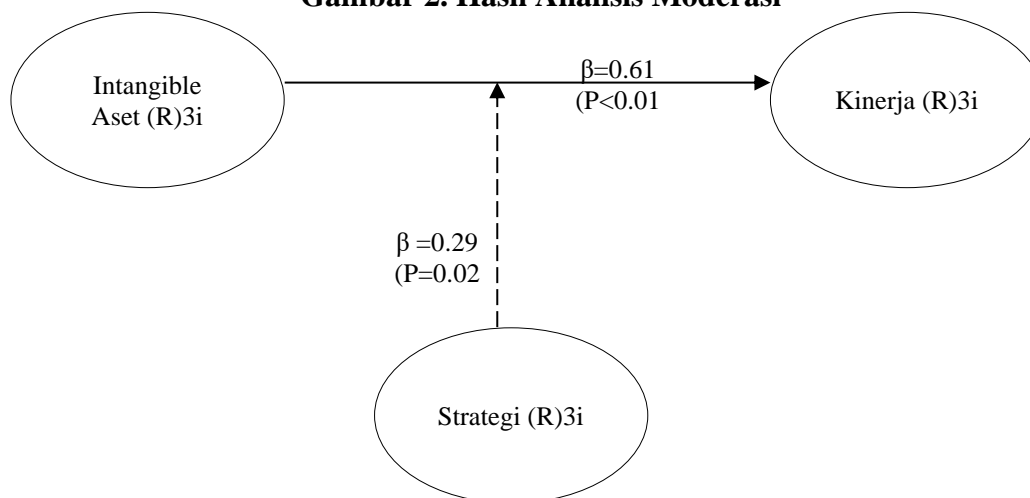 Gambar 2. Hasil Analisis Moderasi
Intangible
Aset (R)3i
β=0.61
(P<0.01
Kinerja (R)3i
β =0.29
(P=0.02
Strategi (R)3i